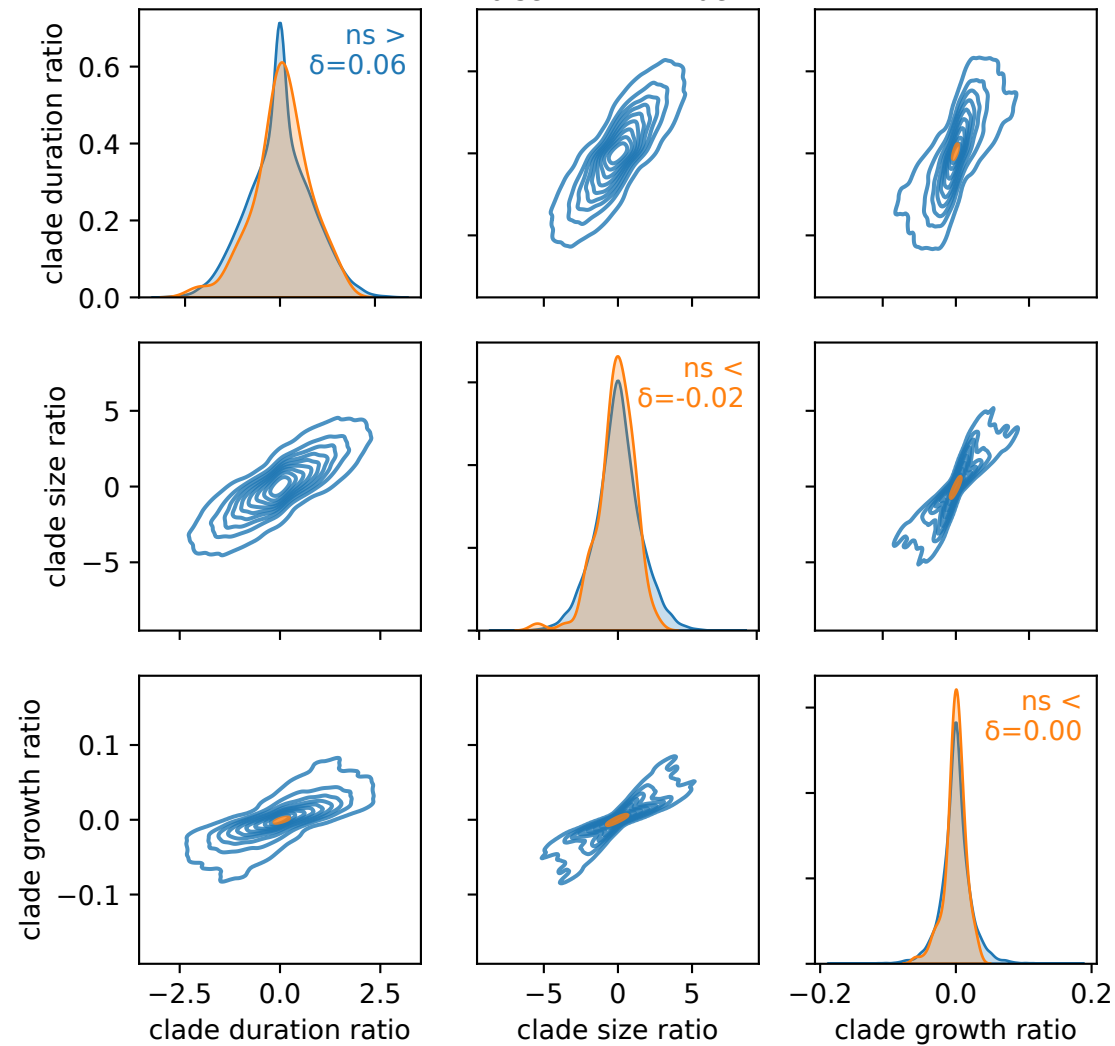 clade duration ratio
0.6
0.4
0.2
0.0
ns >
δ=0.06
clade size ratio
5
0
−5
ns <
δ=-0.02
clade growth ratio
0.1
0.0
−0.1
ns <
δ=0.00
−2.5 0.0 2.5
−5 0 5
−0.2 0.0 0.2
clade duration ratio
clade size ratio
clade growth ratio